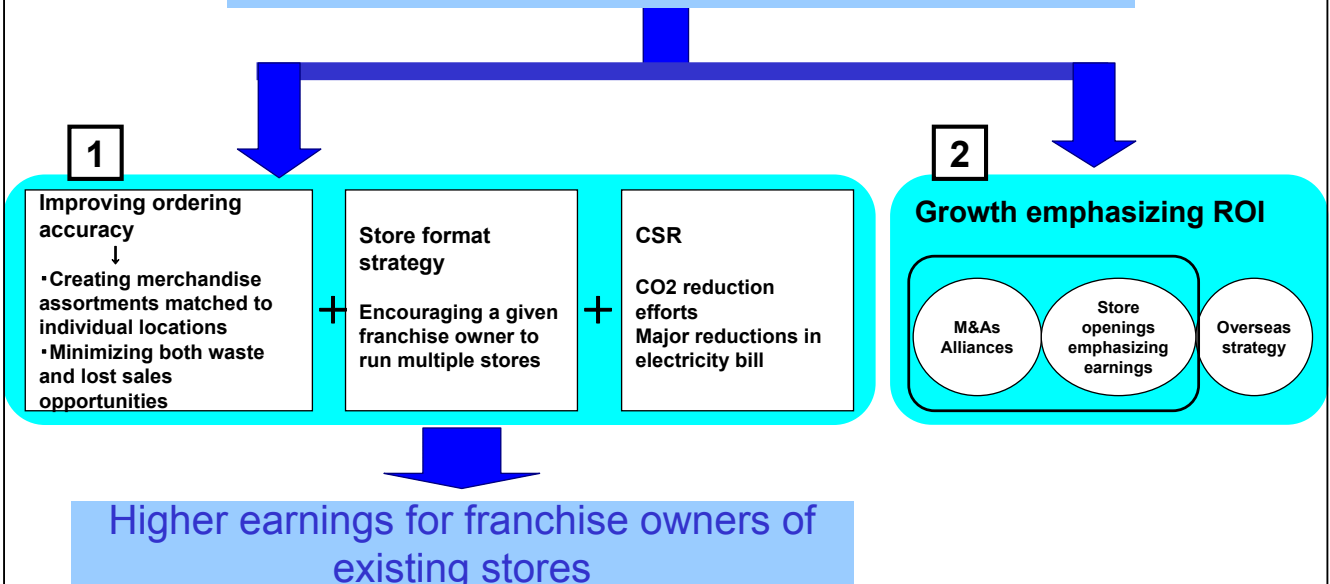 1
Improving ordering
accuracy
↓
・Creating merchandise
assortments matched to
individual locations
・Minimizing both waste
and lost sales
opportunities
+
Store format
strategy
Encouraging a given
franchise owner to
run multiple stores
+
CSR
CO2 reduction
efforts
Major reductions in
electricity bill
2
Growth emphasizing ROI
M&As
Alliances
Store
openings
emphasizing
earnings
Overseas
strategy
Higher earnings for franchise owners of
existing stores